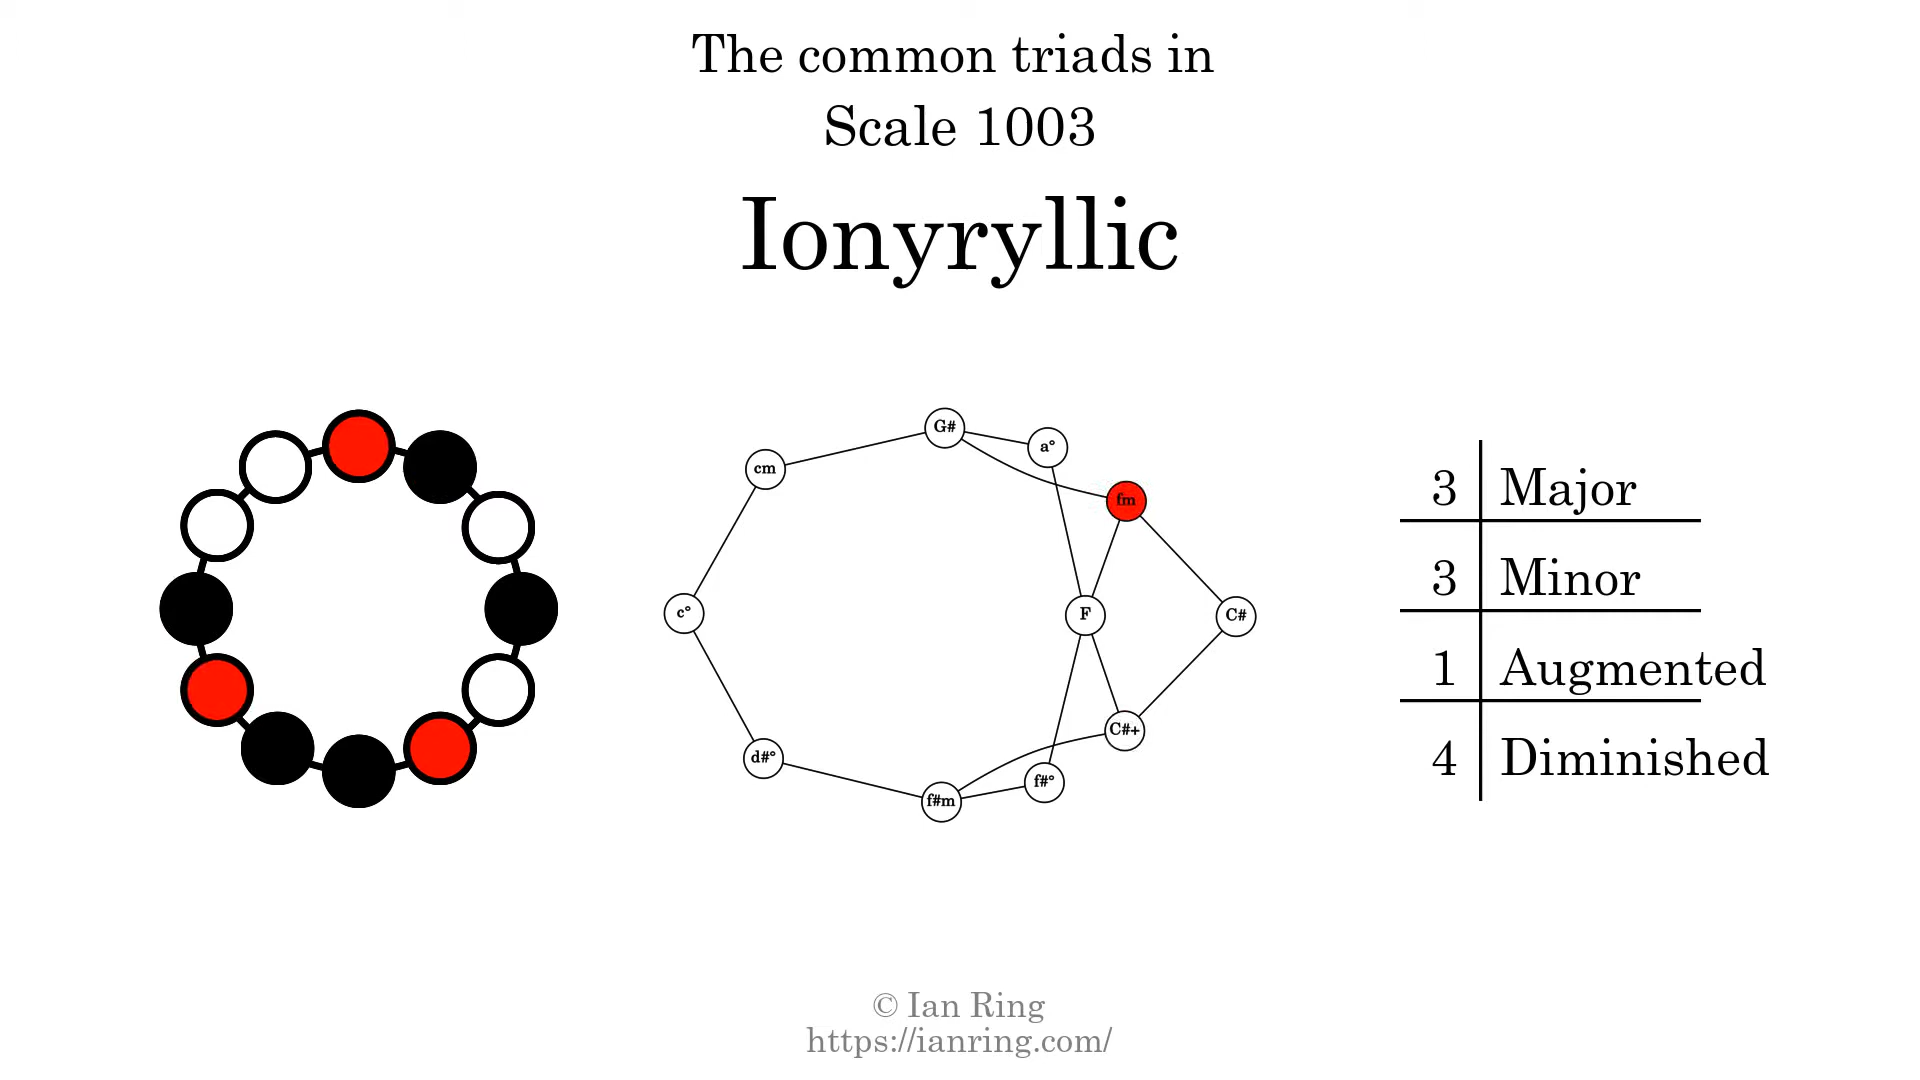 The common triads in
Scale 1003
Ionyryllic
G#
a°
cm
fm
c°
F
C#
C#+
d#°
f#°
f#m
3 Major
3 Minor
1 Augmented
4 Diminished
© Ian Ring
https://ianring.com/